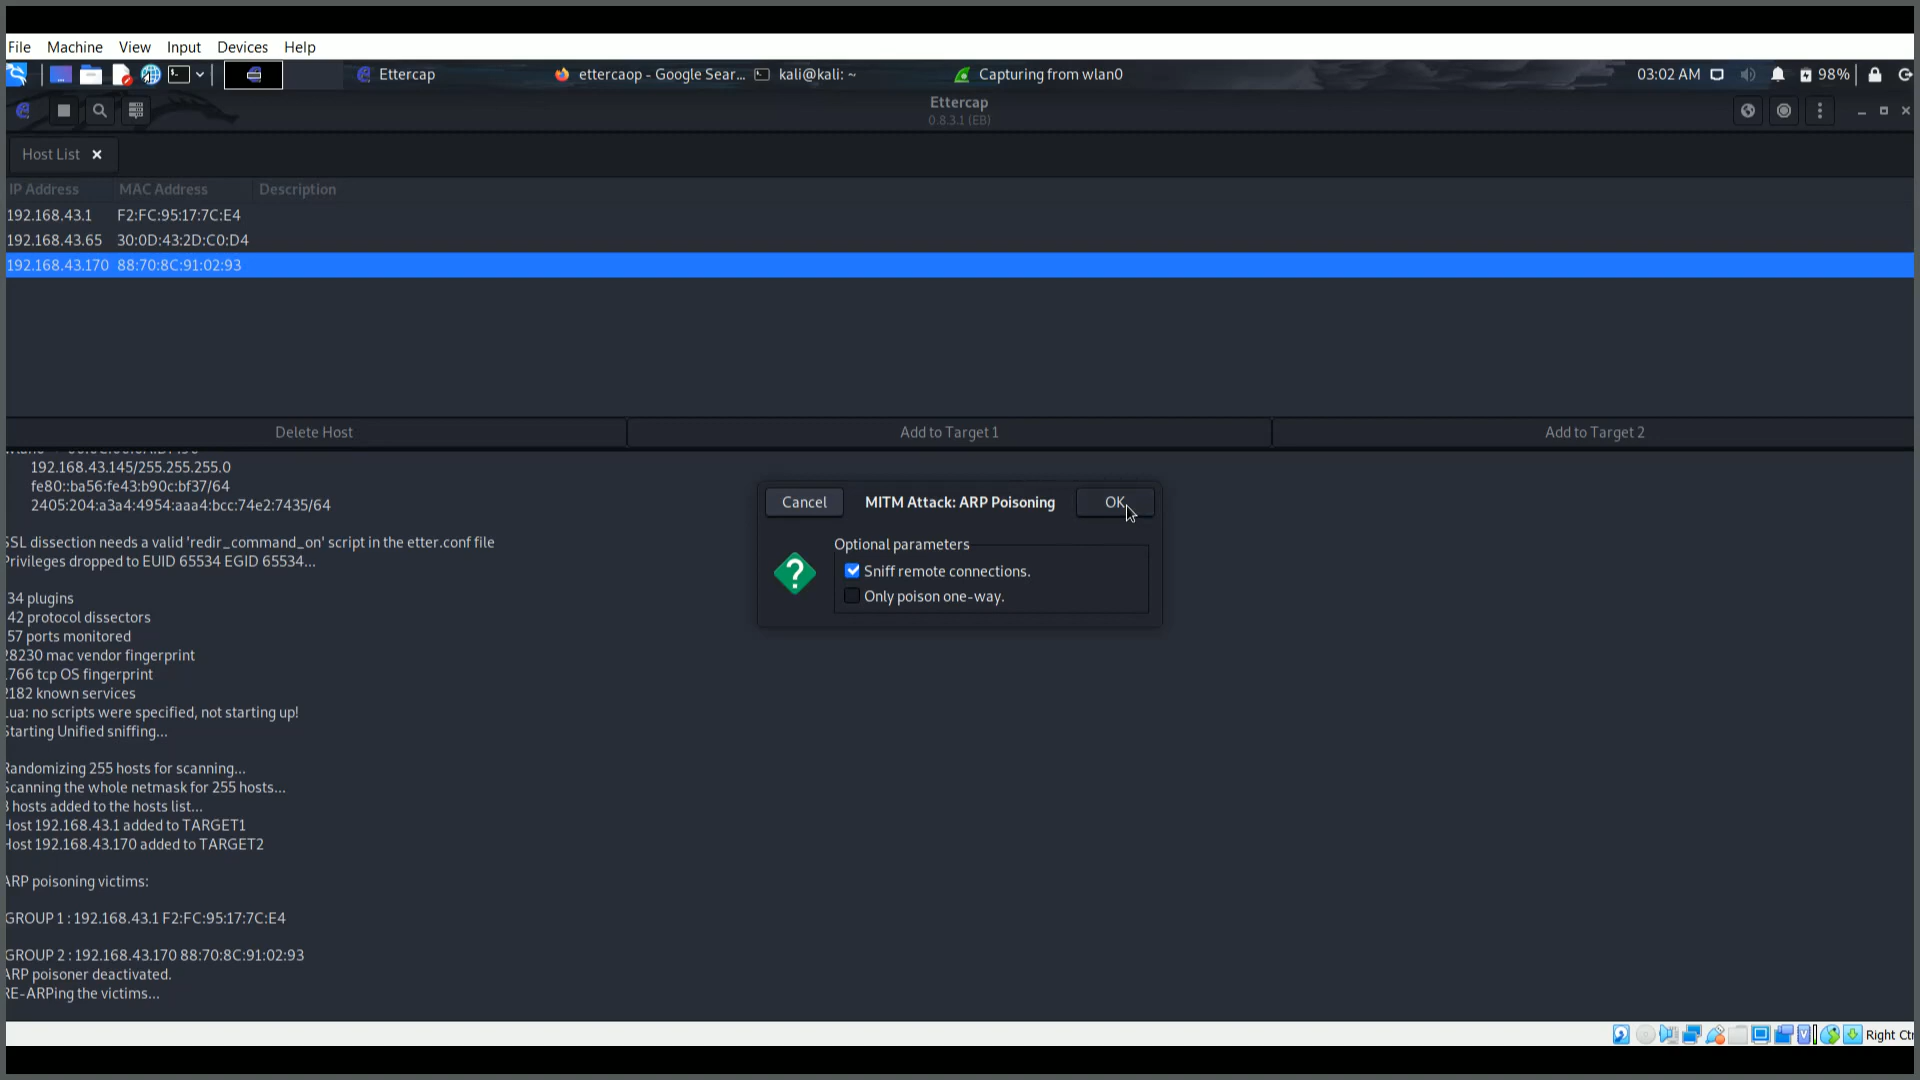 File Machine View Input Devices Help
Ettercap ettercaop - Google Sear... kali@kali: ~ Capturing from wlan0 03:02 AM 98%
Ettercap
0.8.3.1 (EB)
Host List
IP Address MAC Address Description
192.168.43.1 F2:FC:95:17:7C:E4
192.168.43.65 30:0D:43:2D:C0:D4
192.168.43.170 88:70:8C:91:02:93
Delete Host Add to Target 1 Add to Target 2
192.168.43.145/255.255.255.0
fe80::ba56:fe43:b90c:bf37/64
2405:204:a3a4:4954:aaa4:bcc:74e2:7435/64
Cancel MITM Attack: ARP Poisoning OK
SSL dissection needs a valid 'redir_command_on' script in the etter.conf file
Privileges dropped to EUID 65534 EGID 65534...
Optional parameters
Sniff remote connections.
Only poison one-way.
34 plugins
42 protocol dissectors
57 ports monitored
28230 mac vendor fingerprint
1766 tcp OS fingerprint
2182 known services
Lua: no scripts were specified, not starting up!
Starting Unified sniffing...
Randomizing 255 hosts for scanning...
Scanning the whole netmask for 255 hosts...
3 hosts added to the hosts list...
Host 192.168.43.1 added to TARGET1
Host 192.168.43.170 added to TARGET2
ARP poisoning victims:
GROUP 1 : 192.168.43.1 F2:FC:95:17:7C:E4
GROUP 2 : 192.168.43.170 88:70:8C:91:02:93
ARP poisoner deactivated.
RE-ARPing the victims...
Right Ctr